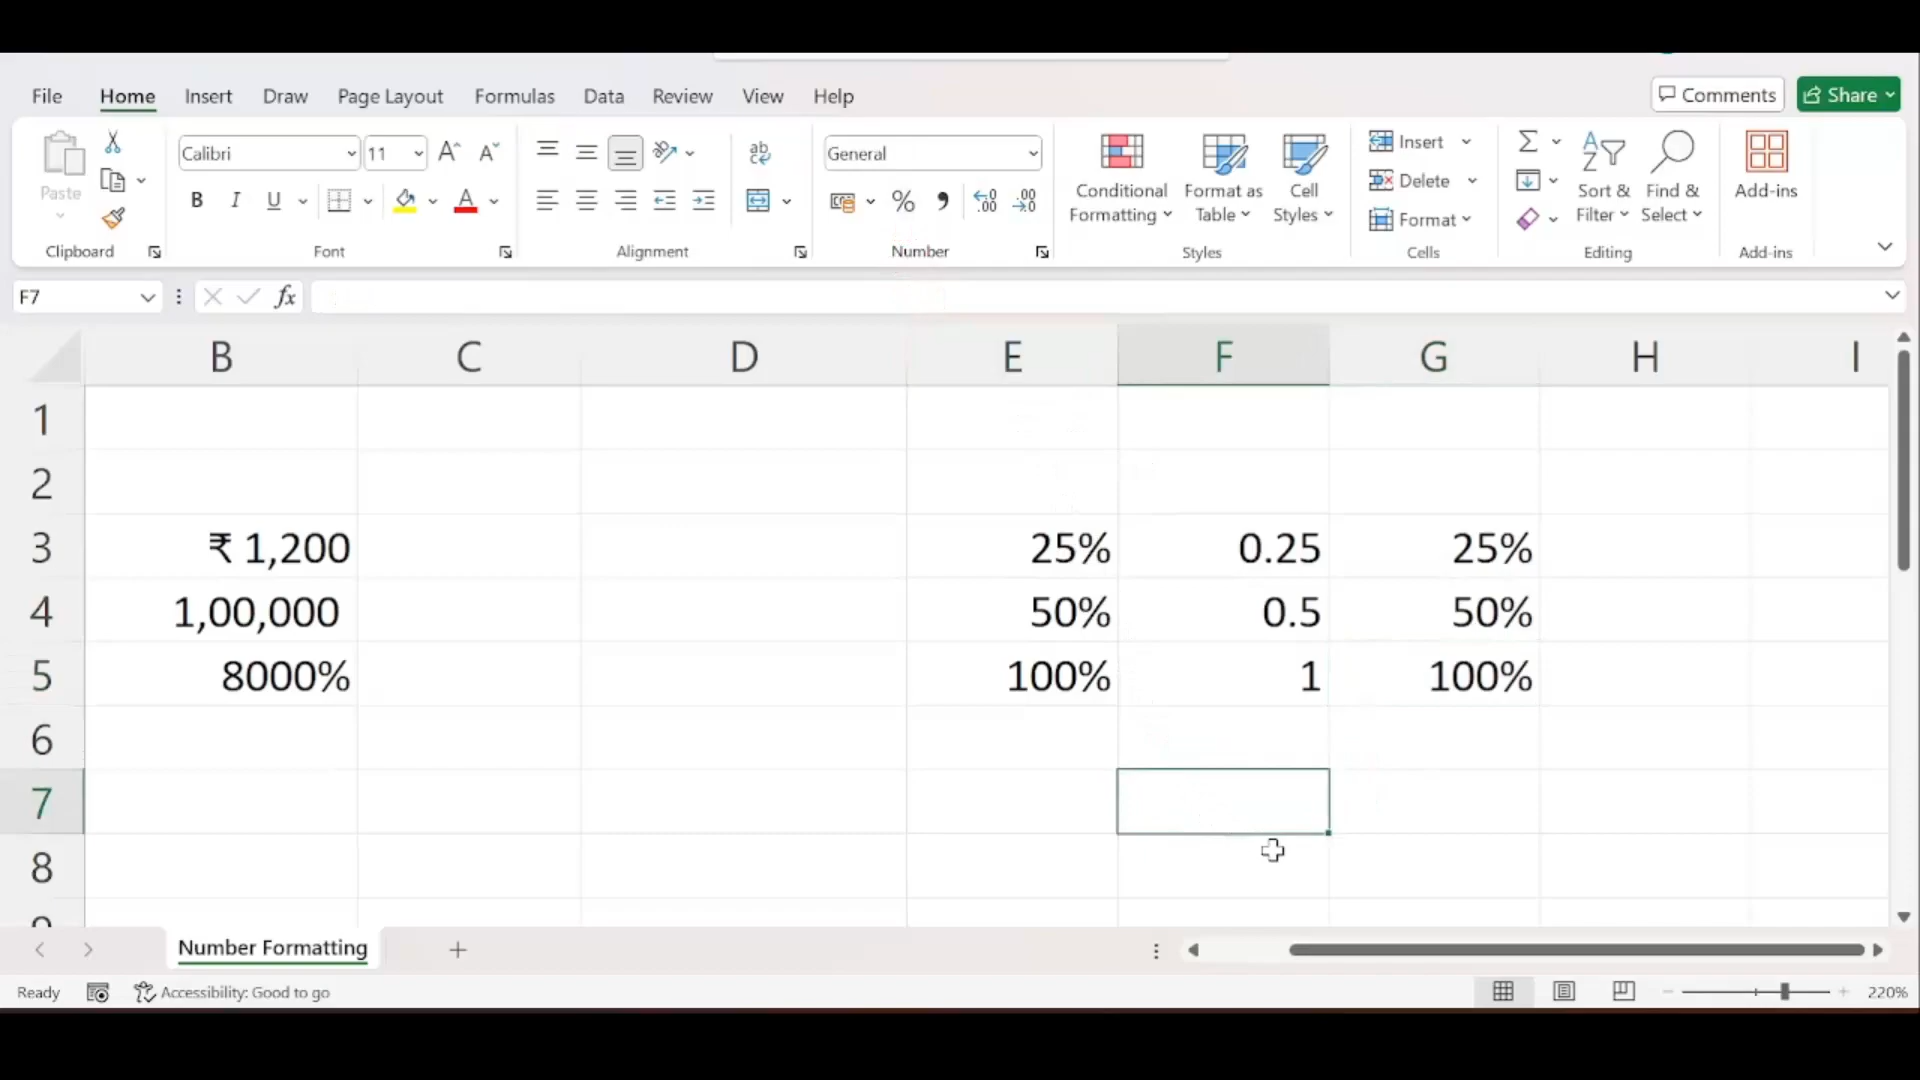 File Home Insert Draw Page Layout Formulas Data Review View Help Comments Share
Calibri 11 A A ab General Insert Σ
Paste Conditional Format as Cell Delete Sort & Find & Add-ins
B I U A % , .00 .00 Formatting Table Styles Format Filter Select
Clipboard Font Alignment Number Styles Cells Editing Add-ins
F7 fx
B C D E F G H I
1
2
3 ₹ 1,200 25% 0.25 25%
4 1,00,000 50% 0.5 50%
5 8000% 100% 1 100%
6
7
8
Number Formatting
Ready Accessibility: Good to go 220%